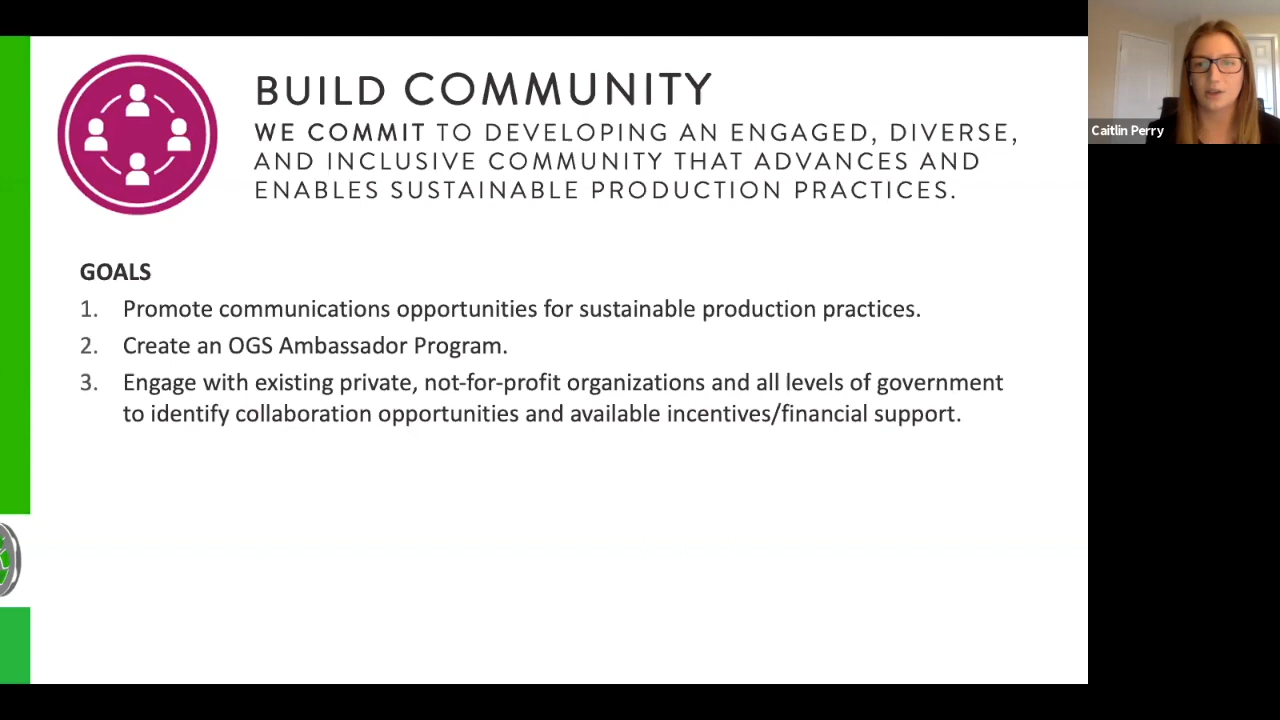 BUILD COMMUNITY
WE COMMIT TO DEVELOPING AN ENGAGED, DIVERSE,
AND INCLUSIVE COMMUNITY THAT ADVANCES AND
ENABLES SUSTAINABLE PRODUCTION PRACTICES.
GOALS
1. Promote communications opportunities for sustainable production practices.
2. Create an OGS Ambassador Program.
3. Engage with existing private, not-for-profit organizations and all levels of government
to identify collaboration opportunities and available incentives/financial support.
Caitlin Perry